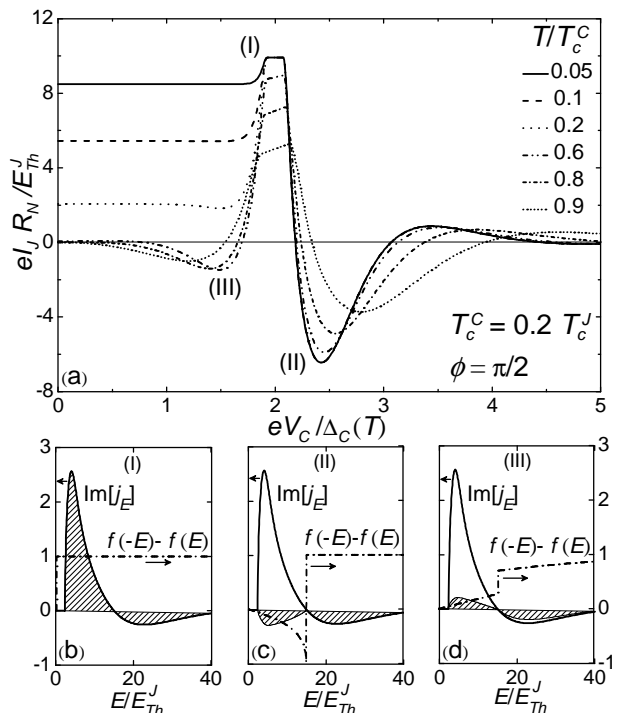 12
8
4
0
-4
-8
eI_J R_N/E^J_Th
(I)
T/T_c^C
0.05
0.1
0.2
0.6
0.8
0.9
(III)
(II)
T_c^C = 0.2 T_c^J
ϕ = π/2
(a)
0 1 2 3 4 5
eV_C/Δ_C(T)
(I) (II) (III)
3
2
1
0
-1
Im[j_E]
f(-E)- f(E)
(b)
0 20 40
E/E^J_Th
Im[j_E]
f(-E)-f(E)
(c)
0 20 40
E/E^J_Th
Im[j_E]
f(-E)- f(E)
(d)
0 20 40
E/E^J_Th
3
2
1
0
-1